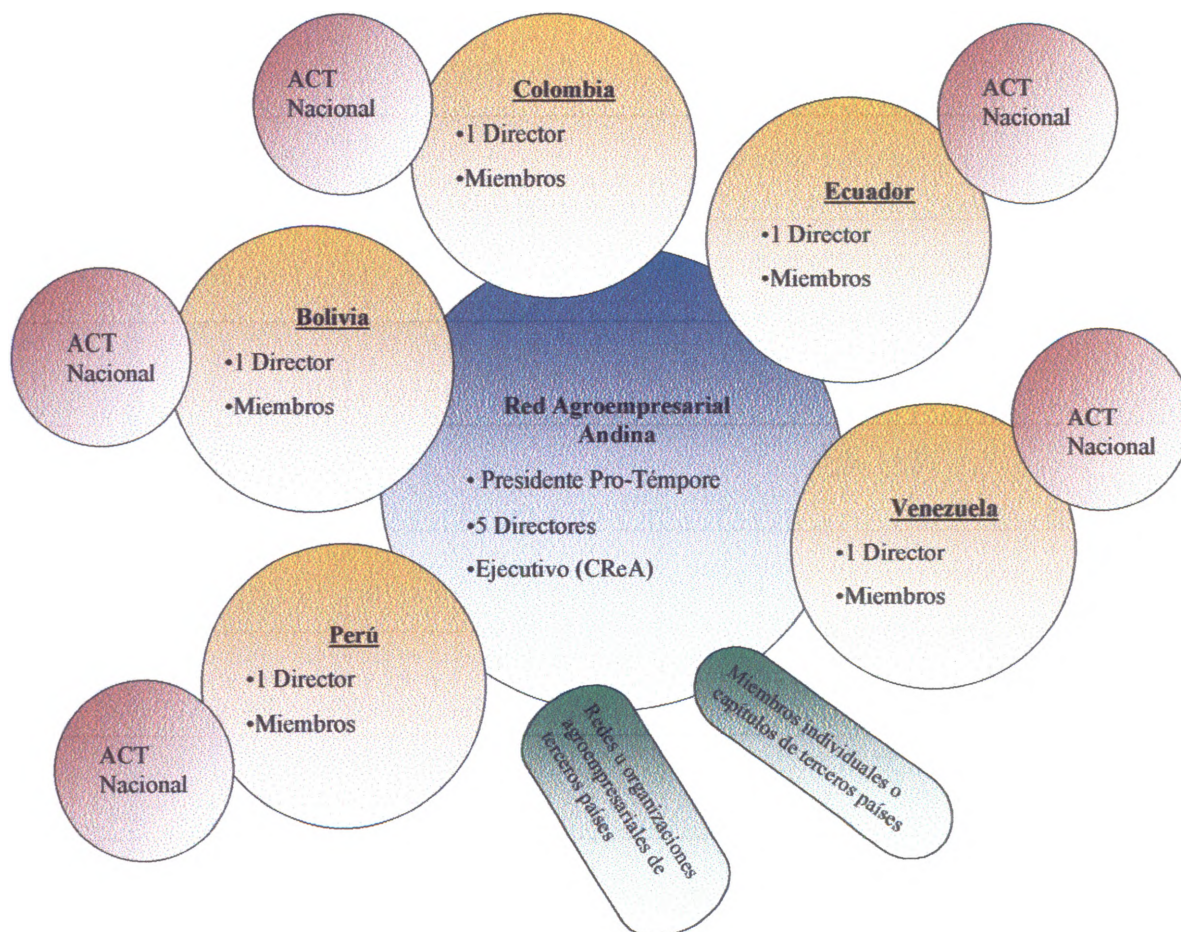 ACT
Nacional
Colombia
•1 Director
•Miembros
ACT
Nacional
Ecuador
•1 Director
•Miembros
ACT
Nacional
Bolivia
•1 Director
•Miembros
Red Agroempresarial
Andina
• Presidente Pro-Témpore
•5 Directores
•Ejecutivo (CReA)
ACT
Nacional
Venezuela
•1 Director
•Miembros
ACT
Nacional
Perú
•1 Director
•Miembros
Redes u organizaciones
agroempresariales de
terceros países
Miembros individuales o
capítulos de terceros países